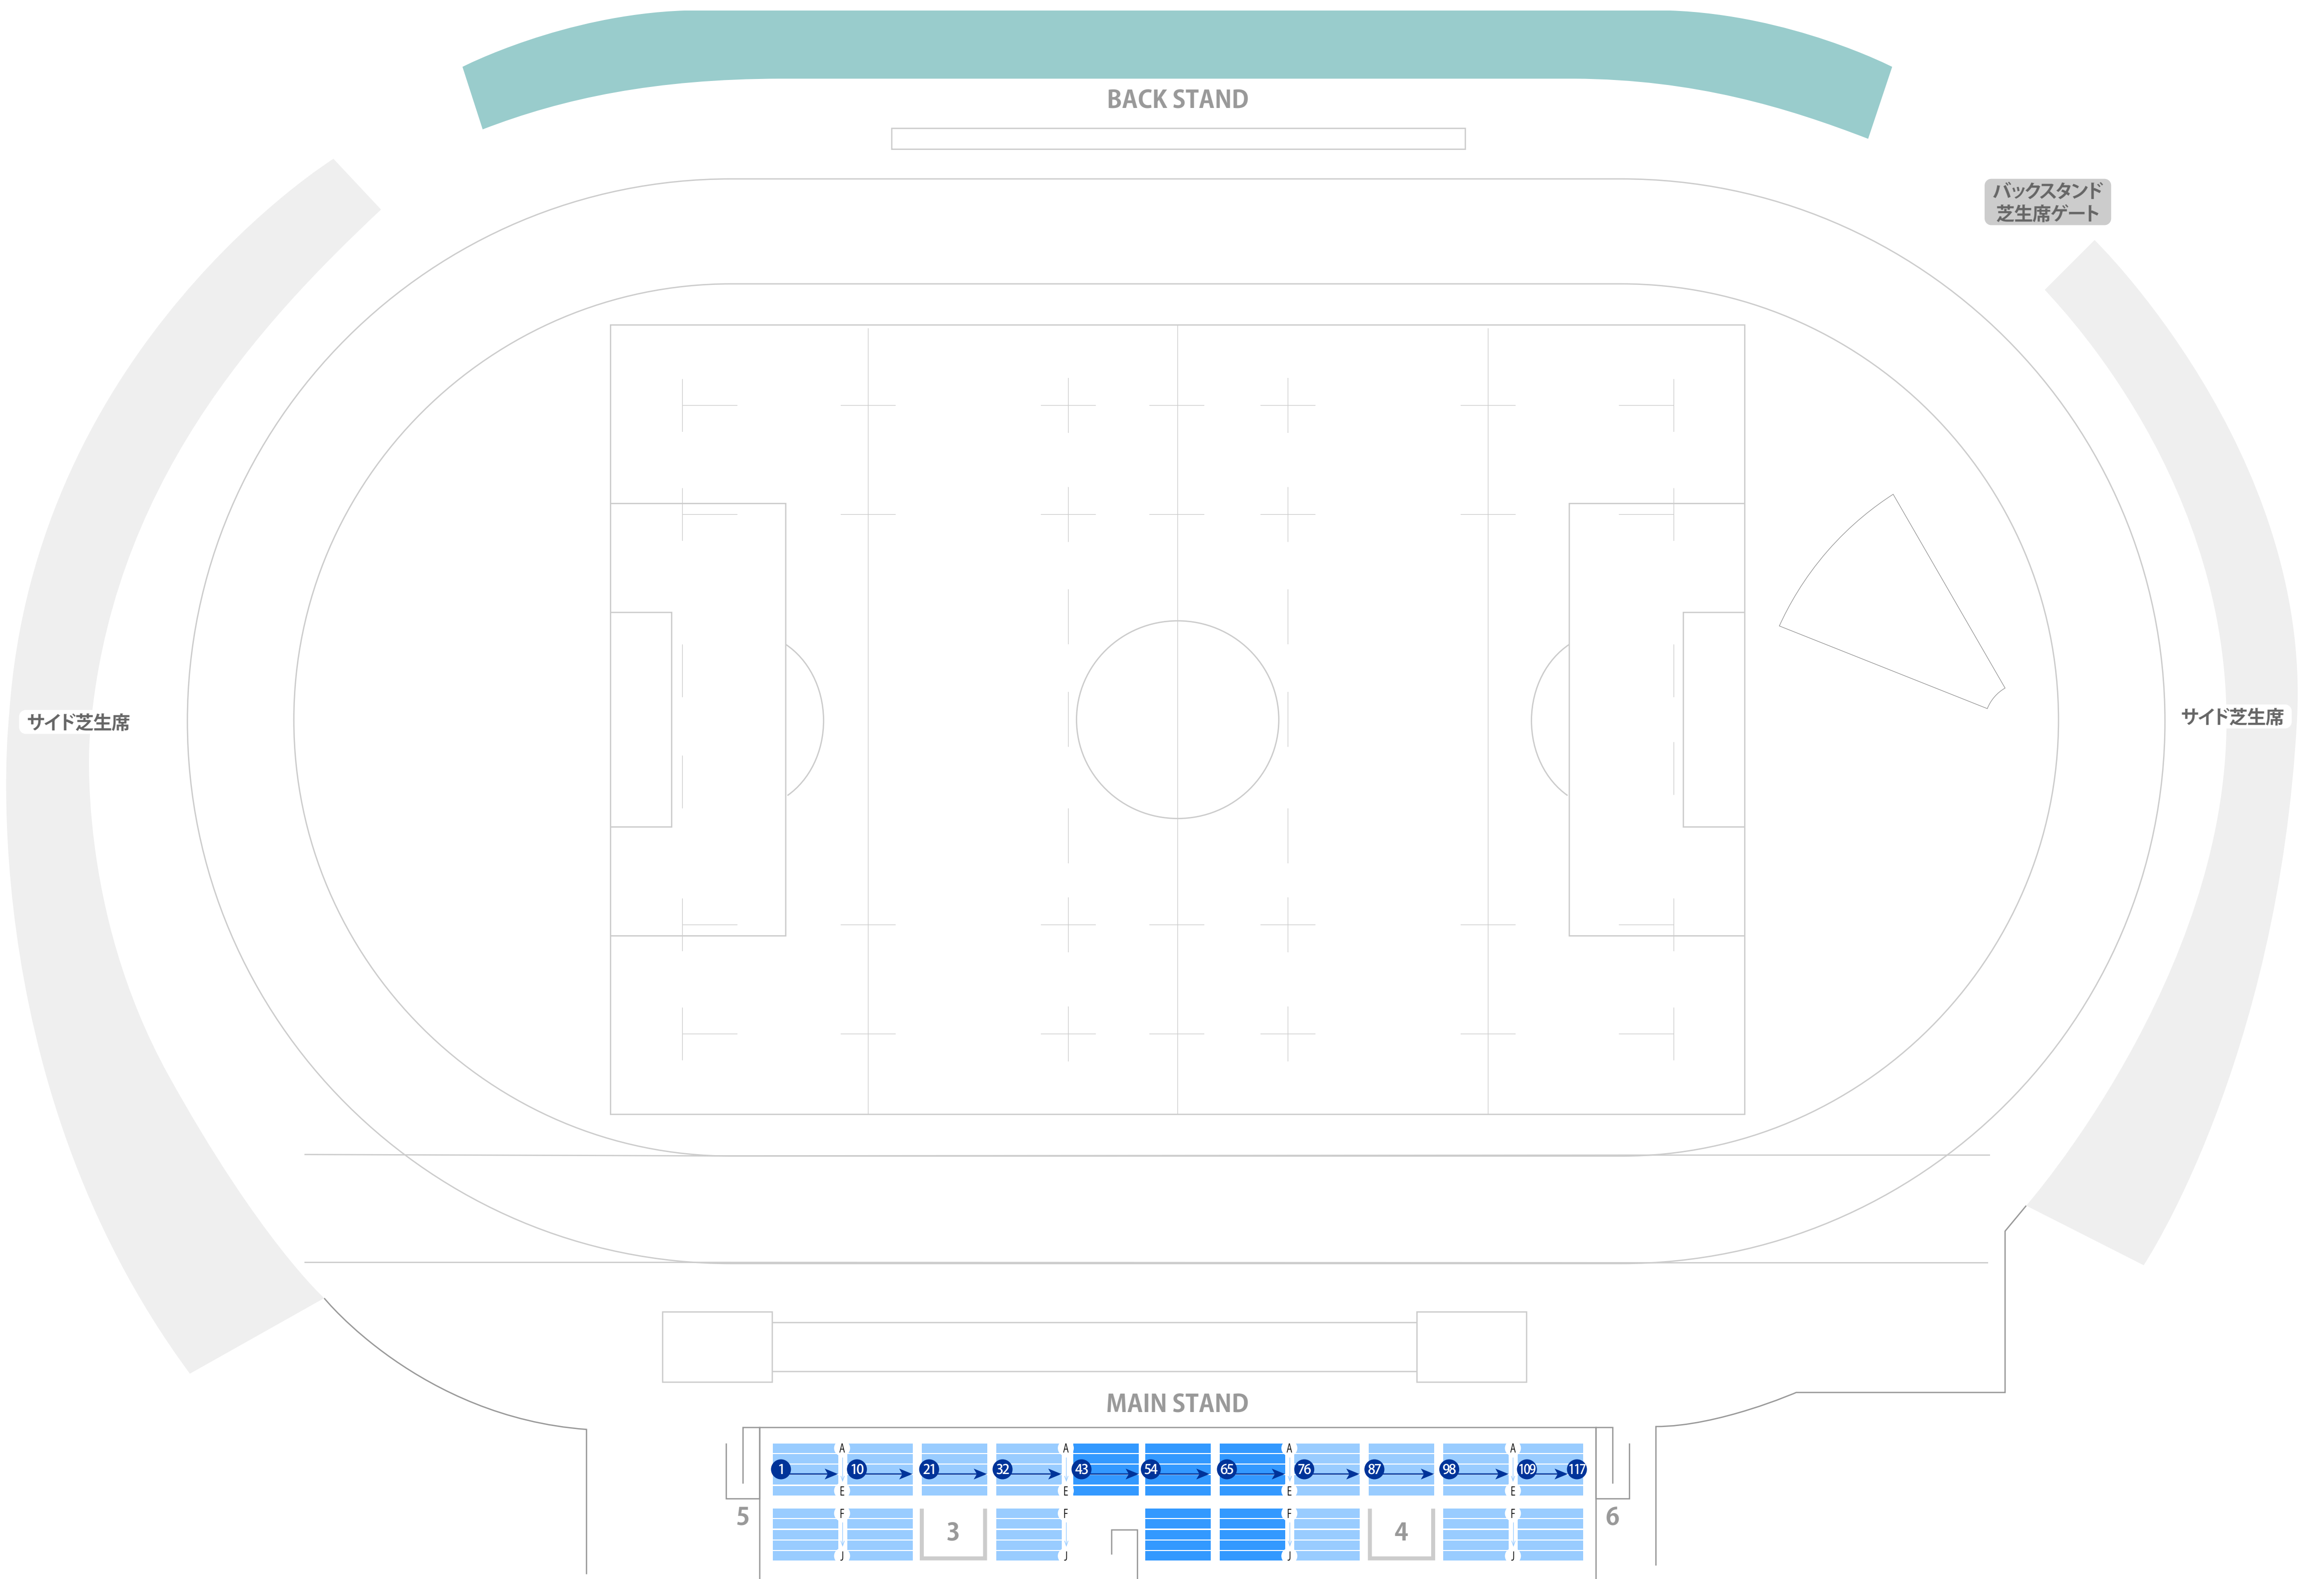 BACK STAND
バックスタンド
芝生席ゲート
サイド芝生席
サイド芝生席
MAIN STAND
A A A A
1 10 21 32 43 54 65 76 87 98 109 117
E E E E
5 6
F F F F
3 4
J J J J